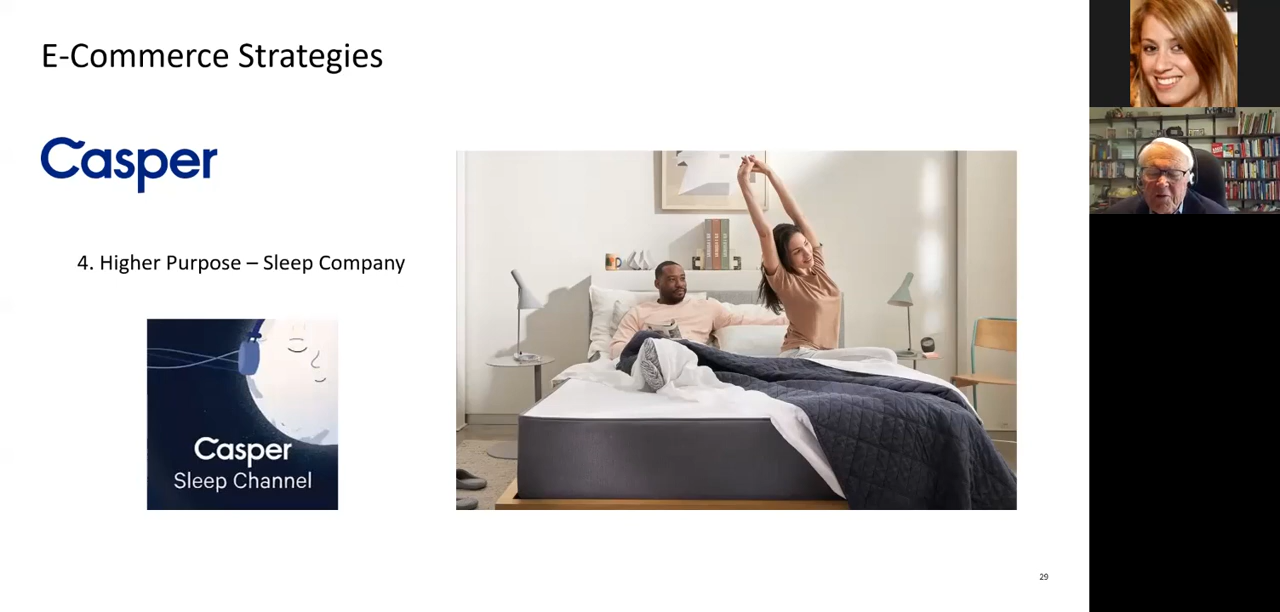 E-Commerce Strategies
Casper
4. Higher Purpose – Sleep Company
Casper
Sleep Channel
29